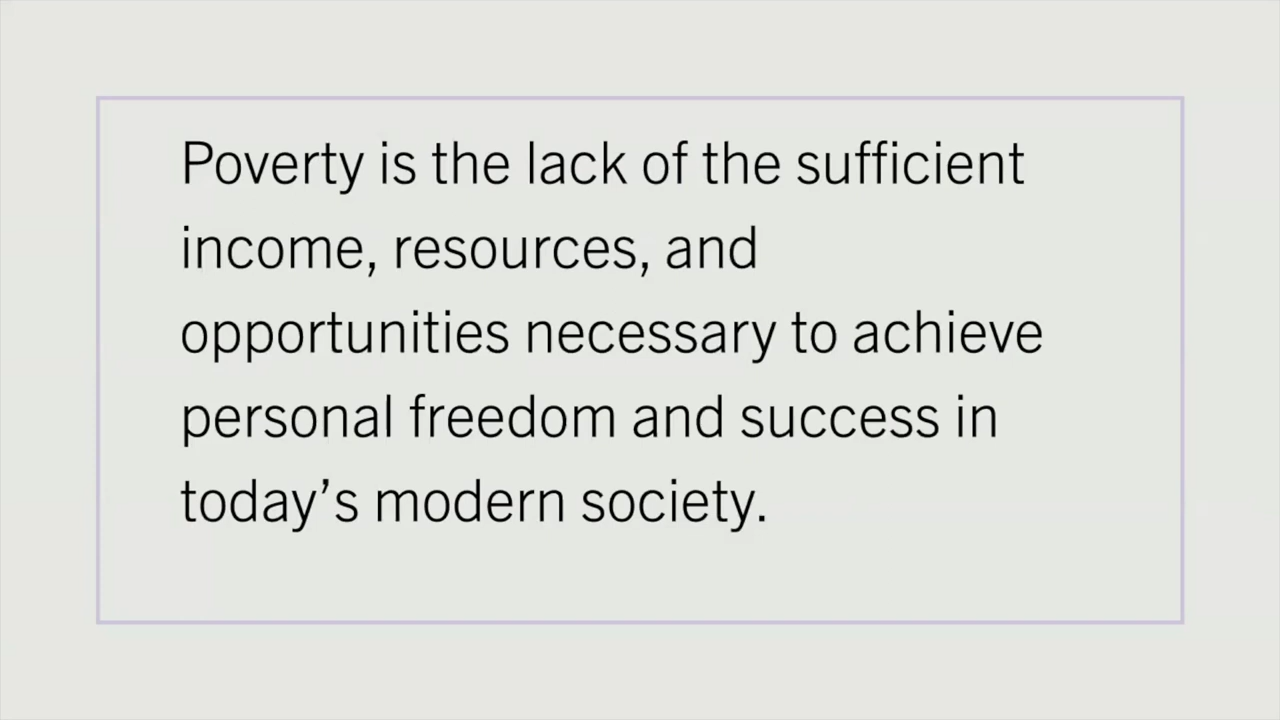 Poverty is the lack of the sufficient
income, resources, and
opportunities necessary to achieve
personal freedom and success in
today’s modern society.